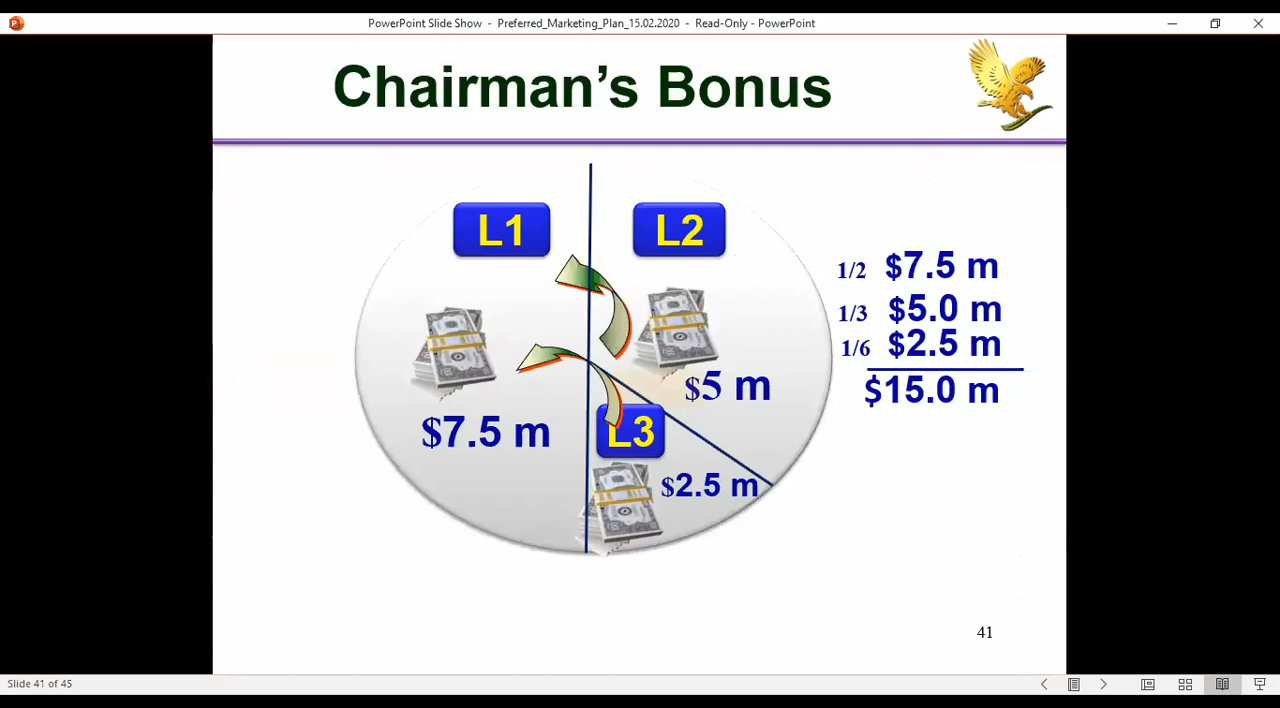 PowerPoint Slide Show - Preferred_Marketing_Plan_15.02.2020 - Read-Only - PowerPoint
Chairman's Bonus
L1
L2
1/2 $7.5 m
1/3 $5.0 m
1/6 $2.5 m
$15.0 m
$5 m
$7.5 m
L3
$2.5 m
41
Slide 41 of 45